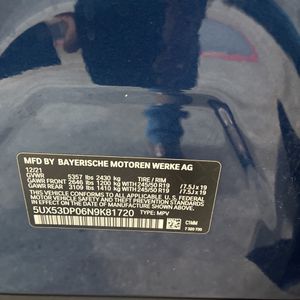 MFD BY BAYERISCHE MOTOREN WERKE AG
12/21
GVWR 5357 lbs 2430 kg TIRE / RIM
GAWR FRONT 2646 lbs 1200 kg WITH 245/50 R19 / 7.5J x 19
GAWR REAR 3109 lbs 1410 kg WITH 245/50 R19 / 7.5J x 19
THIS VEHICLE CONFORMS TO ALL APPLICABLE U.S. FEDERAL
MOTOR VEHICLE SAFETY AND THEFT PREVENTION STANDARDS
IN EFFECT ON THE DATE OF MANUFACTURE SHOWN ABOVE.
5UX53DP06N9K81720 TYPE: MPV
C1MM